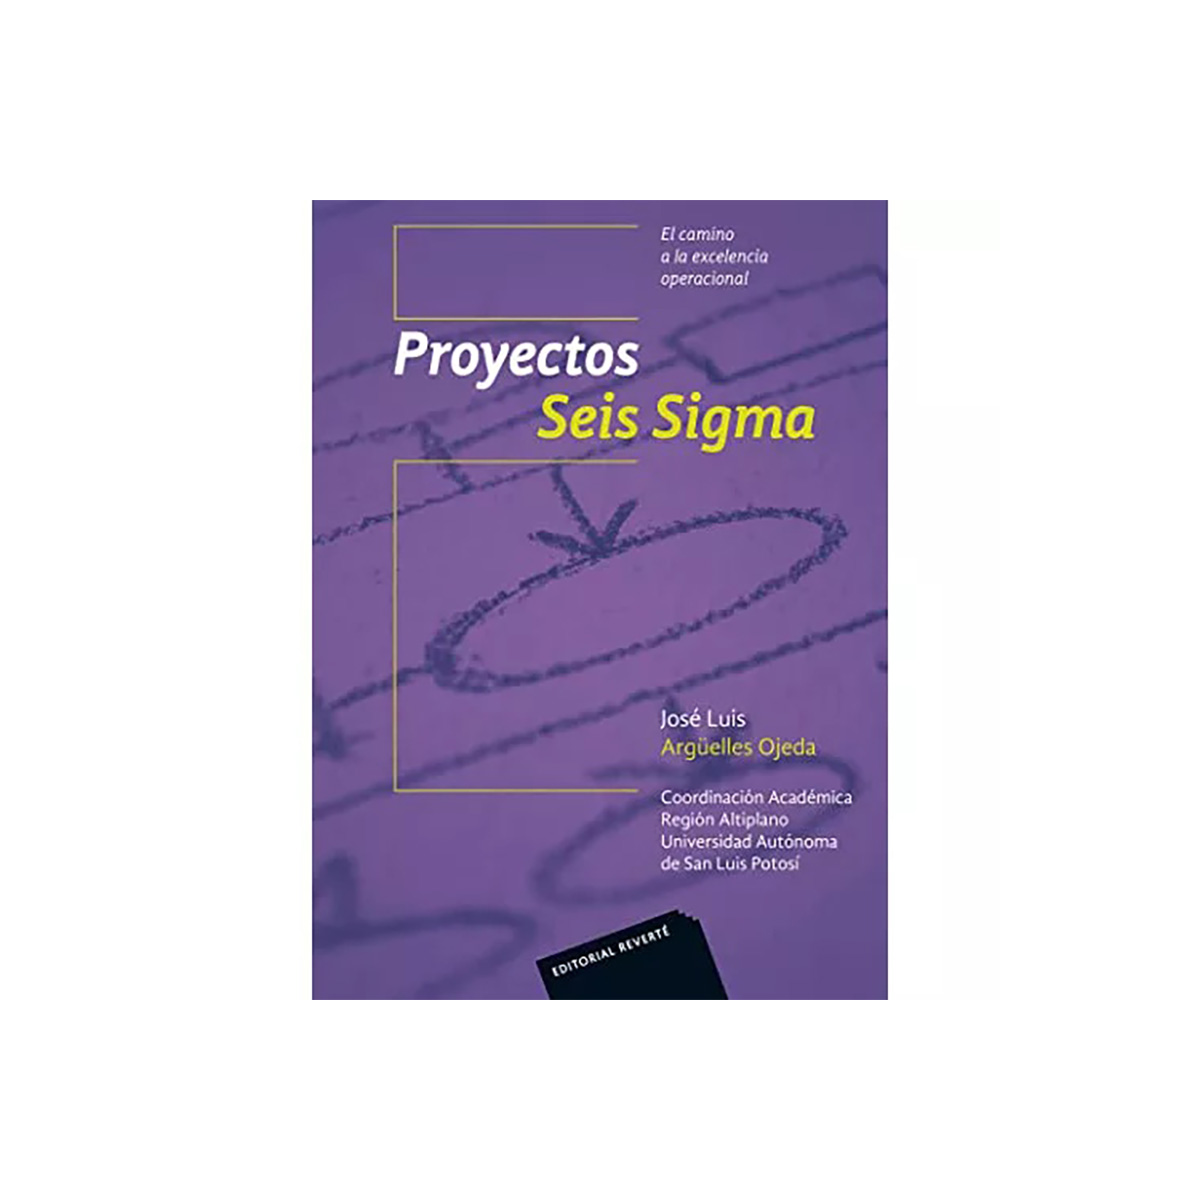 El camino
a la excelencia
operacional
Proyectos
Seis Sigma
José Luis
Argüelles Ojeda
Coordinación Académica
Región Altiplano
Universidad Autónoma
de San Luis Potosí
EDITORIAL REVERTÉ